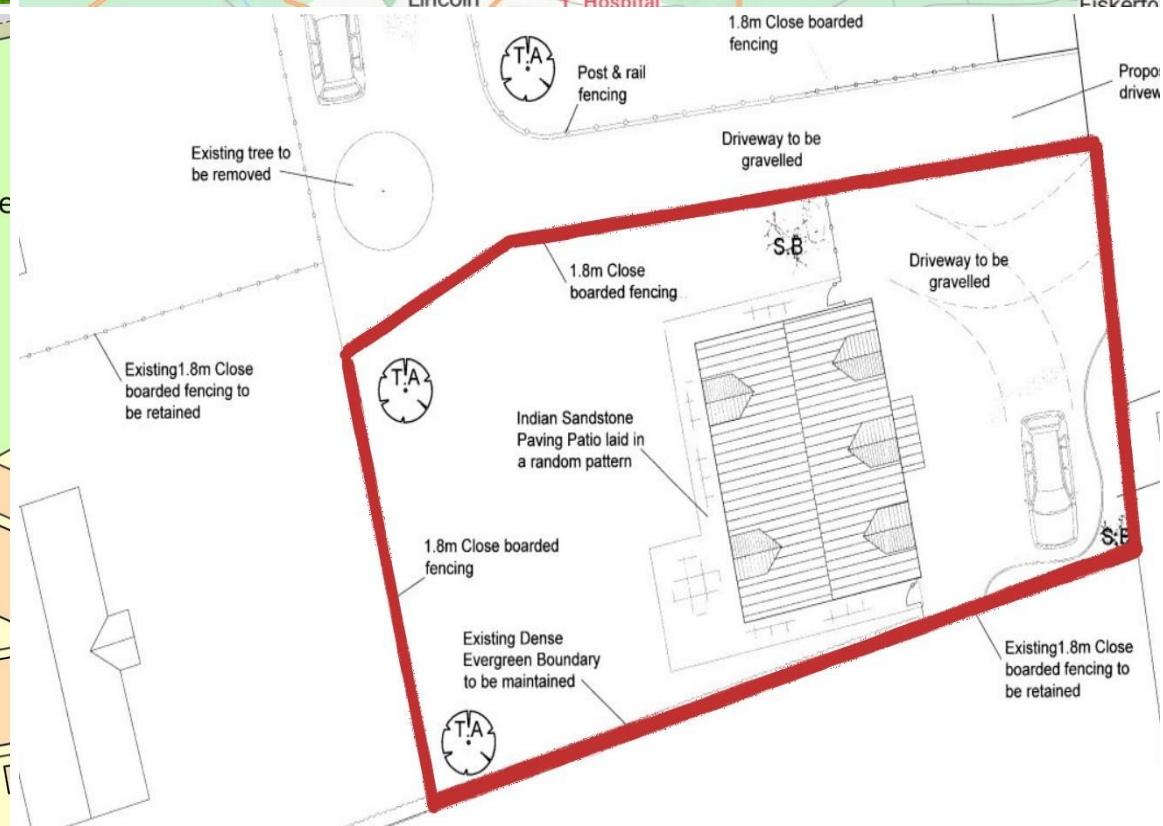 Lincoln
Hospital
1.8m Close boarded
fencing
T.A
Post & rail
fencing
Driveway to be
gravelled
Existing tree to
be removed
S.B
1.8m Close
boarded fencing
Driveway to be
gravelled
T.A
Existing1.8m Close
boarded fencing to
be retained
Indian Sandstone
Paving Patio laid in
a random pattern
1.8m Close boarded
fencing
Existing Dense
Evergreen Boundary
to be maintained
Existing1.8m Close
boarded fencing to
be retained
T.A